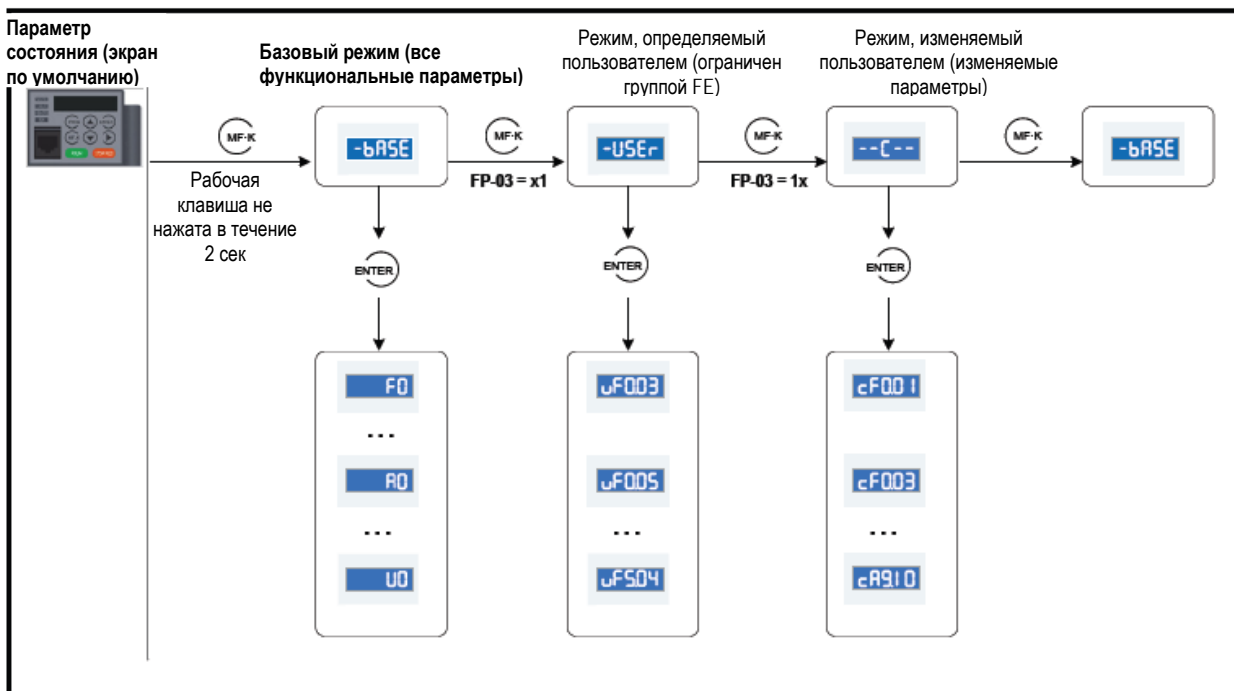 Параметр
состояния (экран
по умолчанию)
Базовый режим (все
функциональные параметры)
Режим, определяемый
пользователем (ограничен
группой FE)
Режим, изменяемый
пользователем (изменяемые
параметры)
MF·K
Рабочая
клавиша не
нажата в течение
2 сек
-bASE
MF·K
FP-03 = x1
-USEr
MF·K
FP-03 = 1x
--C--
MF·K
-bASE
ENTER
ENTER
ENTER
F0
...
A0
...
U0
uF0.03
uF0.05
...
uF5.04
cF0.01
cF0.03
...
cA9.10